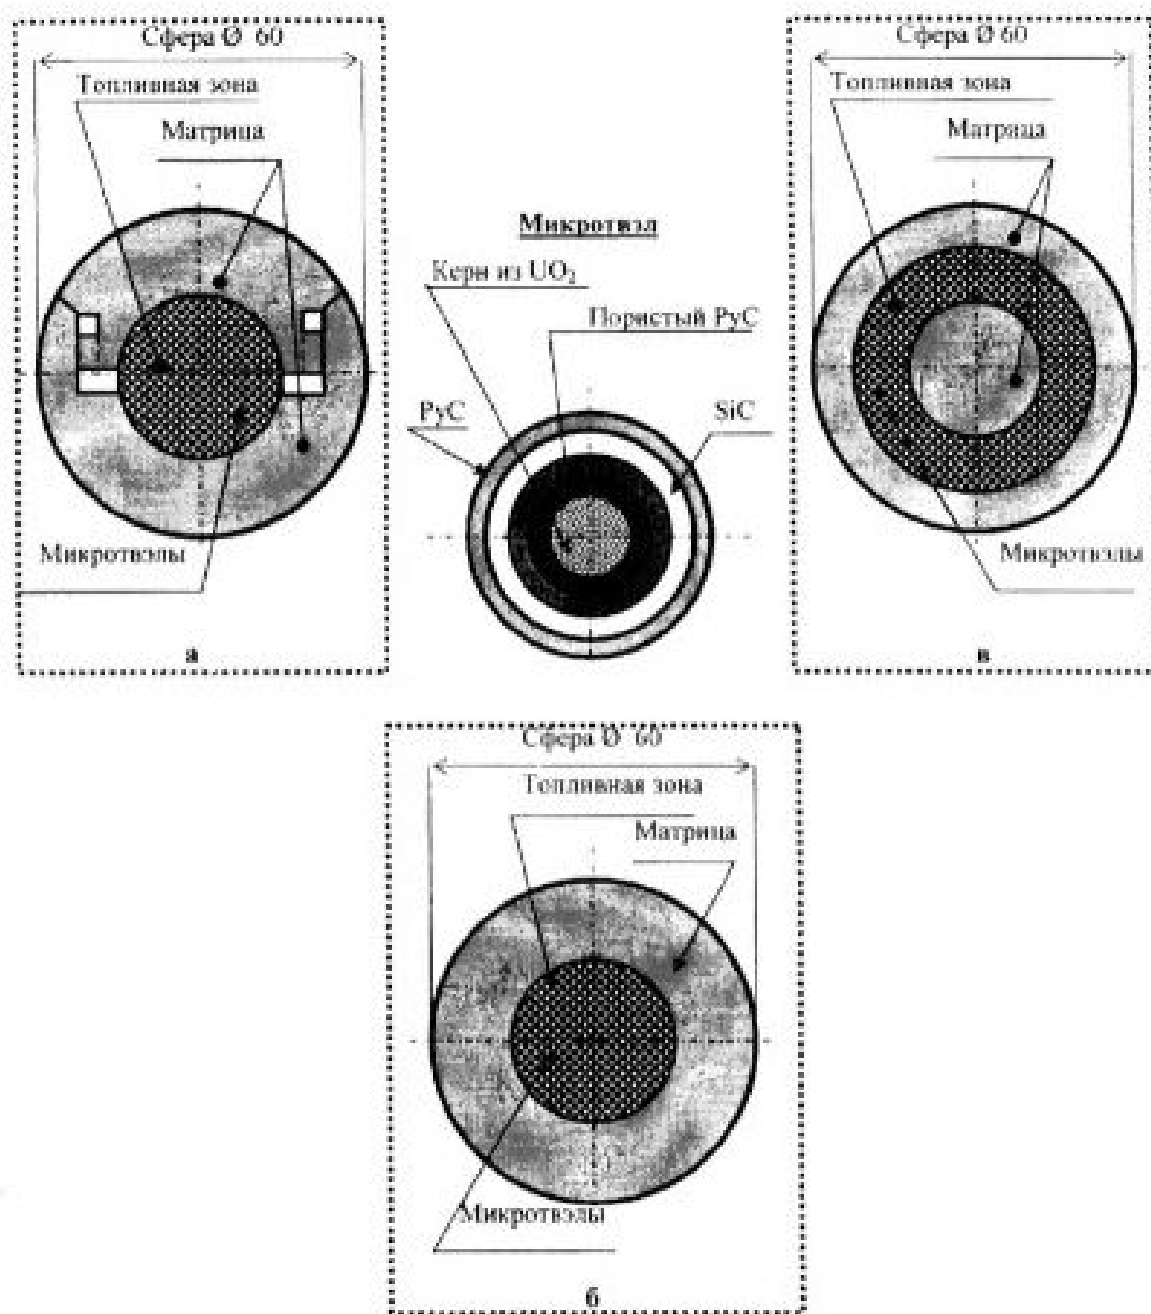 Сфера Ø 60
Топливная зона
Матрица
Микротвэлы
а
Микротвэл
Керн из UO₂
Пористый PyC
PyC
SiC
Сфера Ø 60
Топливная зона
Матрица
Микротвэлы
в
Сфера Ø 60
Топливная зона
Матрица
Микротвэлы
б